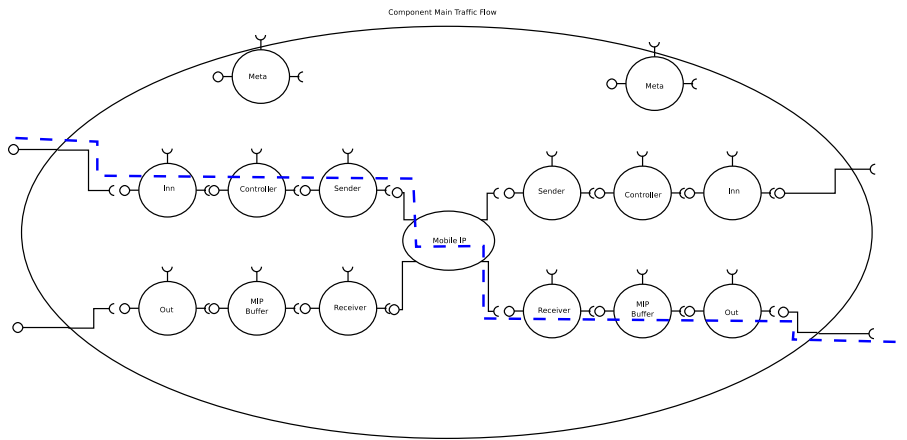 Component Main Traffic Flow
Meta
Meta
Inn
Controller
Sender
Sender
Controller
Inn
Mobile IP
Out
MIP
Buffer
Receiver
Receiver
MIP
Buffer
Out